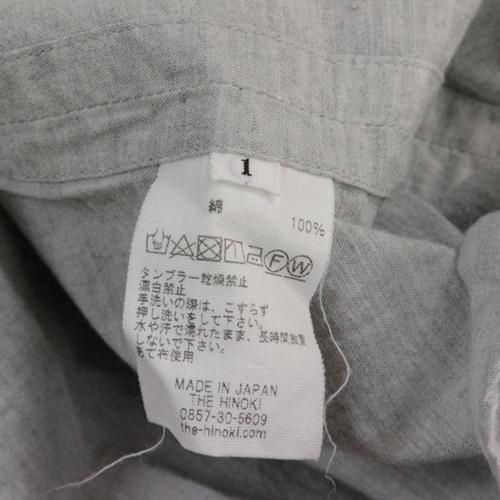 1
綿 100%
F W
タンブラー乾燥禁止
漂白禁止
手洗いの際は、こすらず
押し洗いをして下さい。
水や汗で濡れたまま、長時間放置
しないで下さい。
あて布使用
MADE IN JAPAN
THE HINOKI
0857-30-5609
the-hinoki.com